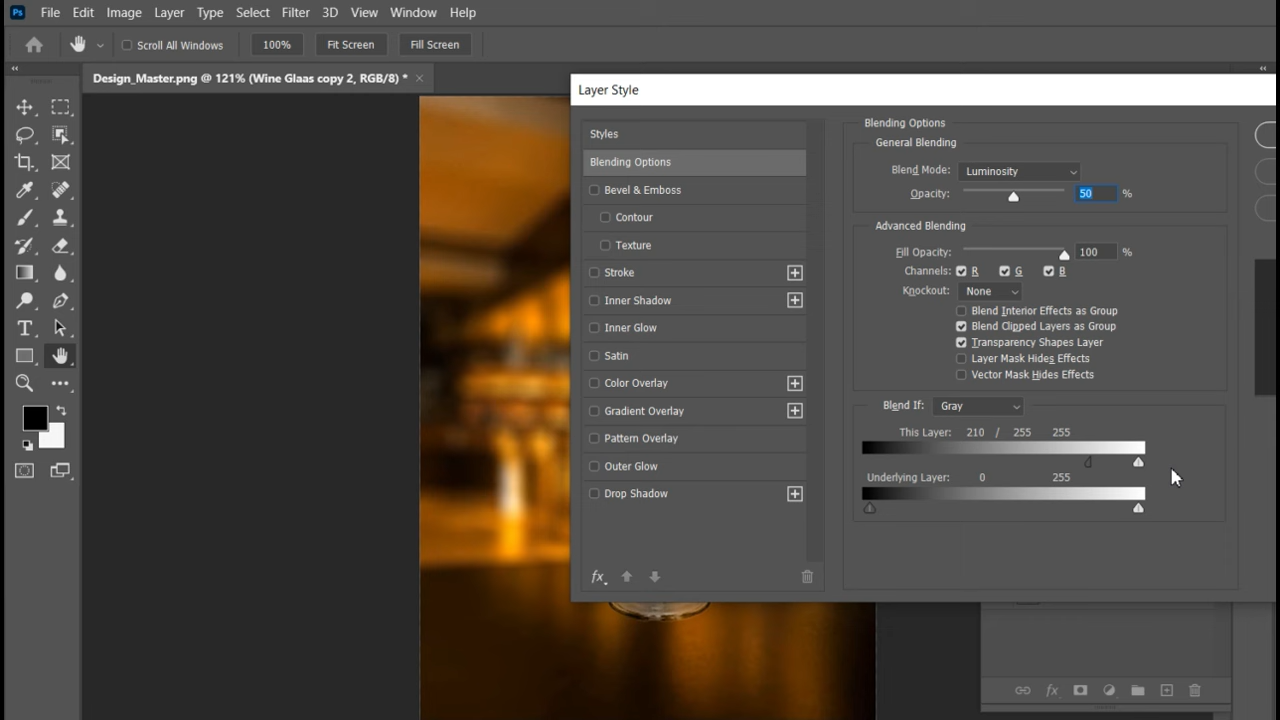 Ps File Edit Image Layer Type Select Filter 3D View Window Help
Scroll All Windows 100% Fit Screen Fill Screen
Design_Master.png @ 121% (Wine Glaas copy 2, RGB/8) * ×
Layer Style
Styles
Blending Options
Bevel & Emboss
Contour
Texture
Stroke
Inner Shadow
Inner Glow
Satin
Color Overlay
Gradient Overlay
Pattern Overlay
Outer Glow
Drop Shadow
fx
Blending Options
General Blending
Blend Mode: Luminosity
Opacity: 50 %
Advanced Blending
Fill Opacity: 100 %
Channels: R G B
Knockout: None
Blend Interior Effects as Group
Blend Clipped Layers as Group
Transparency Shapes Layer
Layer Mask Hides Effects
Vector Mask Hides Effects
Blend If: Gray
This Layer: 210 / 255 255
Underlying Layer: 0 255
fx